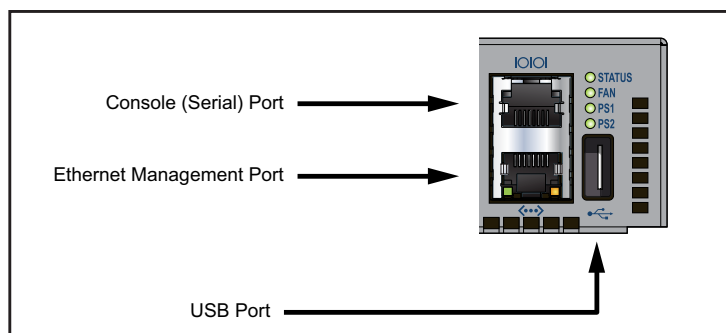 IOIOI
STATUS
FAN
PS1
PS2
Console (Serial) Port
Ethernet Management Port
USB Port